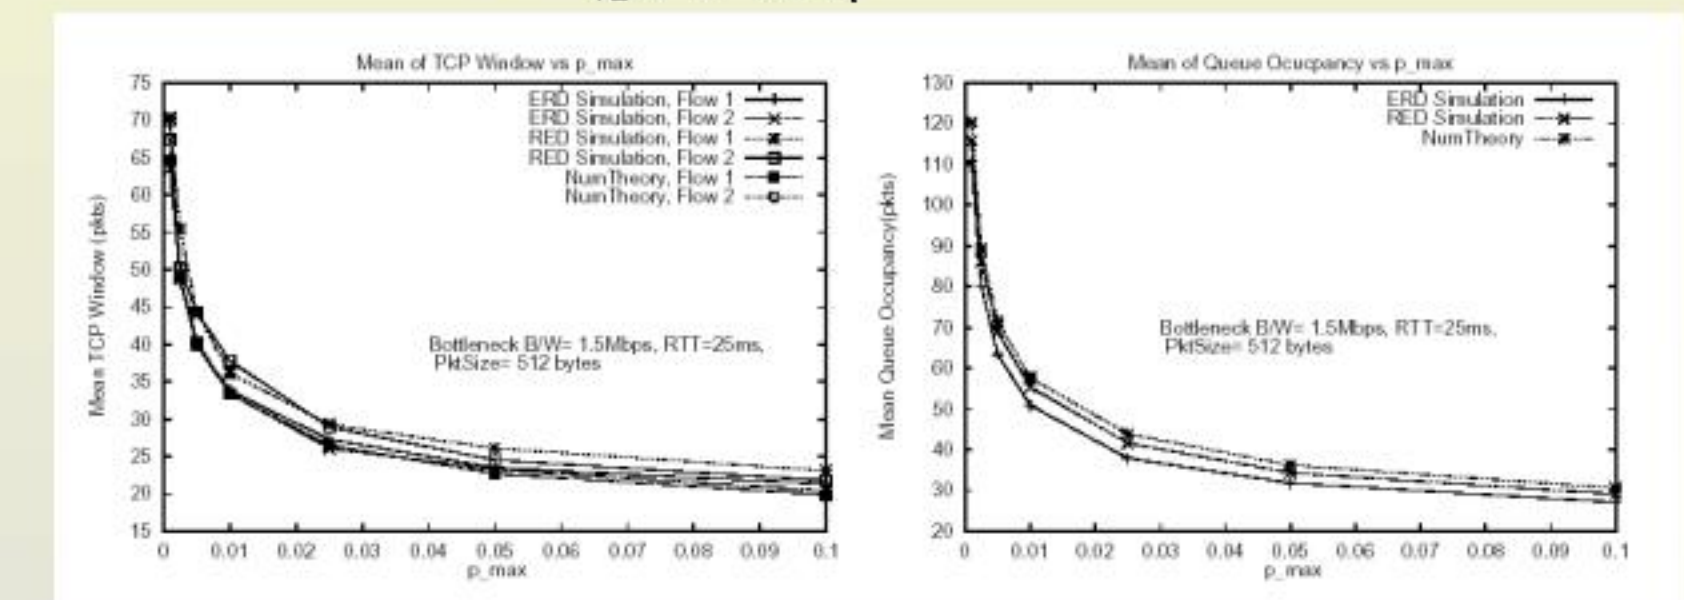 Mean of TCP Window vs p_max
75
70
65
60
55
50
45
40
35
30
25
20
15
Mean TCP Window (pkts)
ERD Simulation, Flow 1
ERD Simulation, Flow 2
RED Simulation, Flow 1
RED Simulation, Flow 2
NumTheory, Flow 1
NumTheory, Flow 2
Bottleneck B/W= 1.5Mbps, RTT=25ms,
PktSize= 512 bytes
0 0.01 0.02 0.03 0.04 0.05 0.06 0.07 0.08 0.09 0.1
p_max
Mean of Queue Ocucpancy vs p_max
130
120
110
100
90
80
70
60
50
40
30
20
Mean Queue Occupancy(pkts)
ERD Simulation
RED Simulation
NumTheory
Bottleneck B/W= 1.5Mbps, RTT=25ms,
PktSize= 512 bytes
0 0.01 0.02 0.03 0.04 0.05 0.06 0.07 0.08 0.09 0.1
p_max